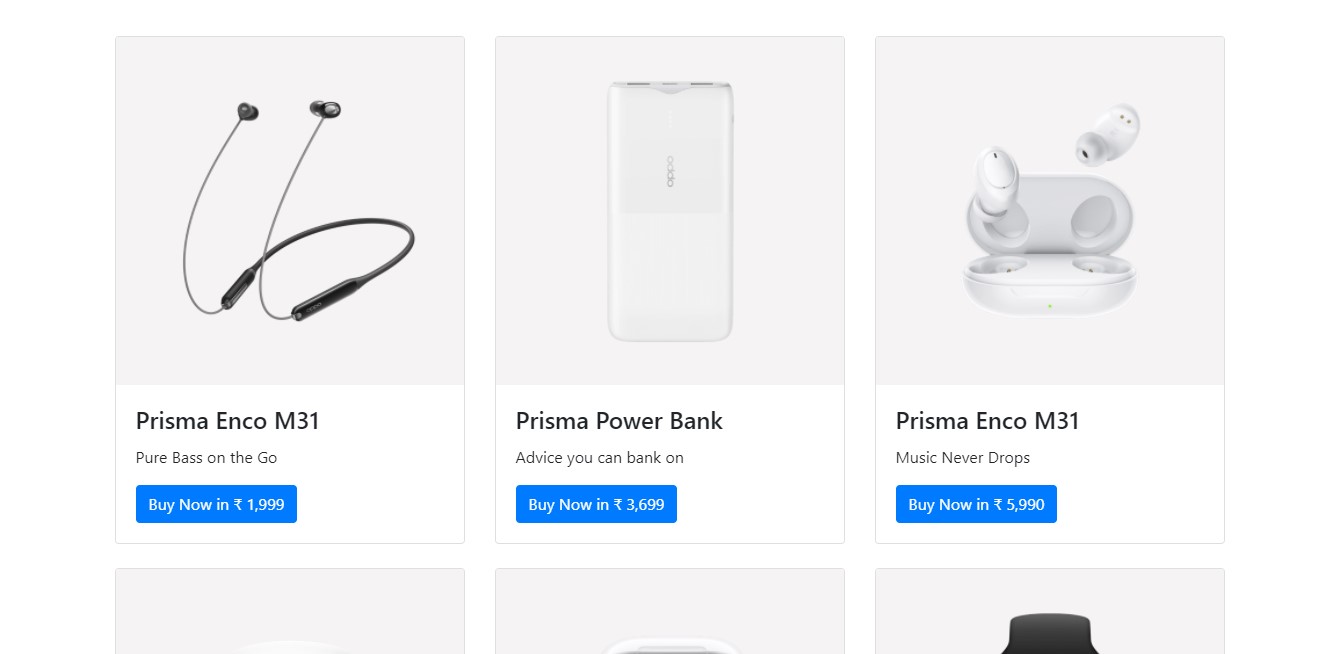 oppo
Prisma Enco M31
Pure Bass on the Go
Buy Now in ₹ 1,999
oppo
Prisma Power Bank
Advice you can bank on
Buy Now in ₹ 3,699
Prisma Enco M31
Music Never Drops
Buy Now in ₹ 5,990